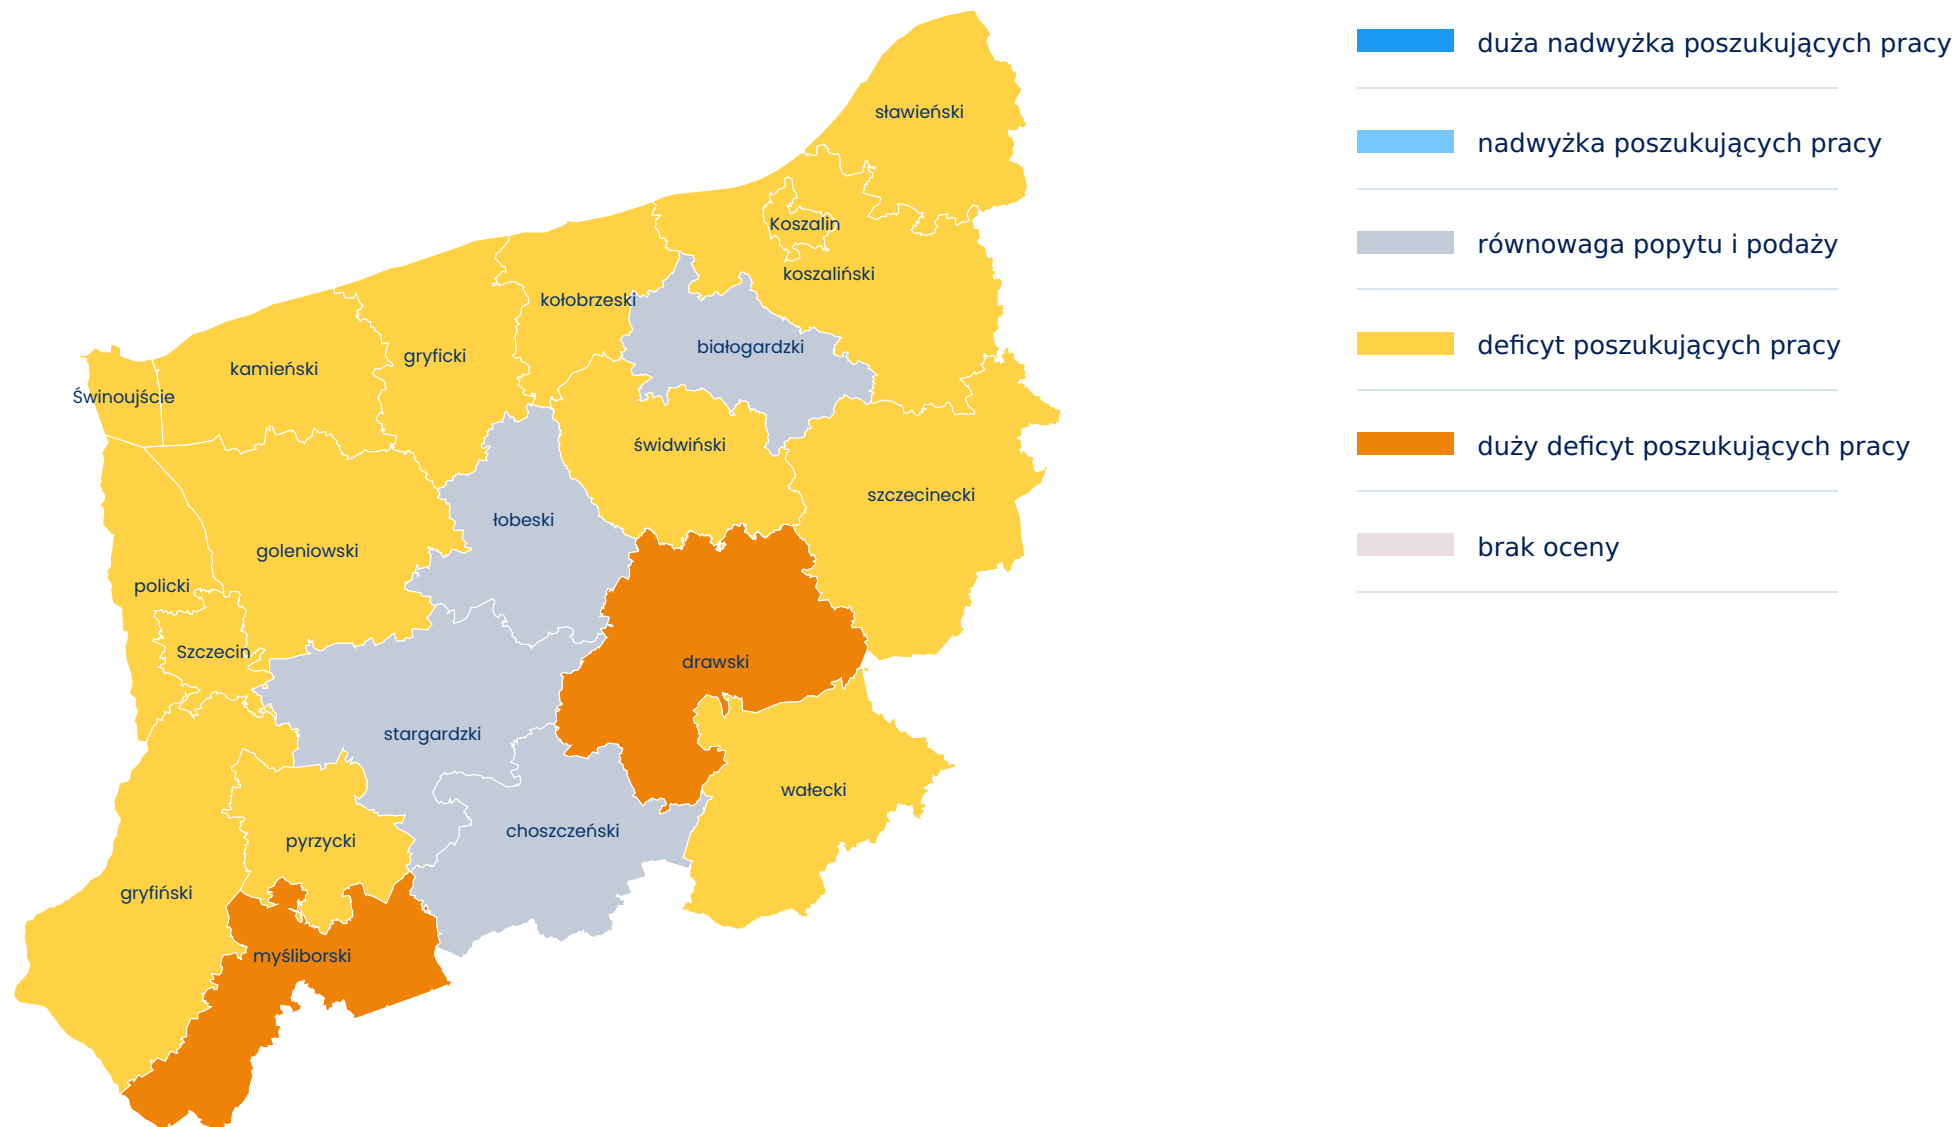 sławieński
Koszalin
koszaliński
kołobrzeski
białogardzki
gryficki
kamieński
Świnoujście
świdwiński
szczecinecki
łobeski
goleniowski
policki
Szczecin
drawski
stargardzki
wałecki
choszczeński
pyrzycki
gryfiński
myśliborski
duża nadwyżka poszukujących pracy
nadwyżka poszukujących pracy
równowaga popytu i podaży
deficyt poszukujących pracy
duży deficyt poszukujących pracy
brak oceny